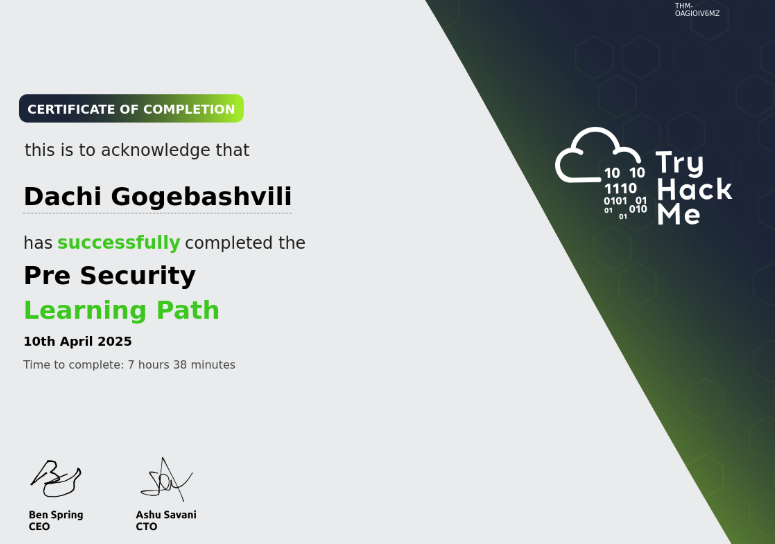 THM-
OAGIOIV6MZ
CERTIFICATE OF COMPLETION
this is to acknowledge that
Dachi Gogebashvili
has successfully completed the
Pre Security
Learning Path
10th April 2025
Time to complete: 7 hours 38 minutes
10 10
1110
0101 01
01 010
01
Try
Hack
Me
Ben Spring
CEO
Ashu Savani
CTO